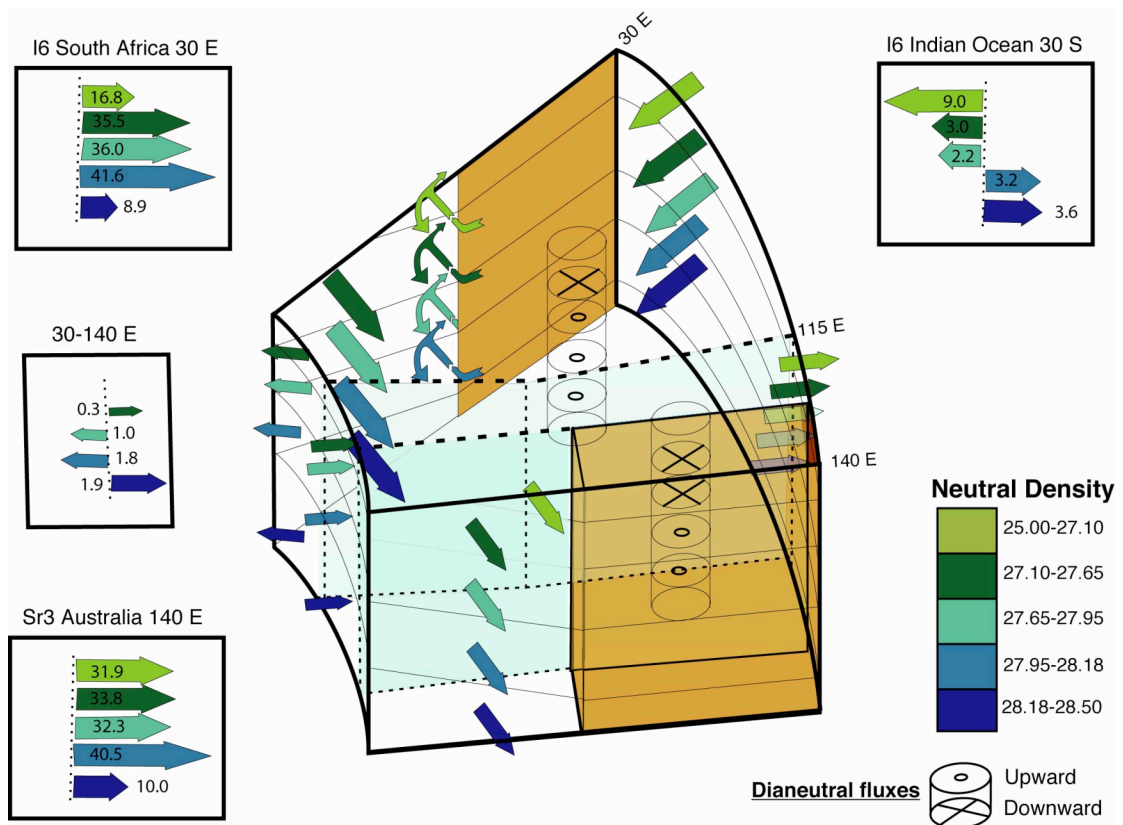 I6 South Africa 30 E
16.8
35.5
36.0
41.6
8.9
30-140 E
0.3
1.0
1.8
1.9
Sr3 Australia 140 E
31.9
33.8
32.3
40.5
10.0
30 E
115 E
140 E
I6 Indian Ocean 30 S
9.0
3.0
2.2
3.2
3.6
Neutral Density
25.00-27.10
27.10-27.65
27.65-27.95
27.95-28.18
28.18-28.50
Dianeutral fluxes
Upward
Downward